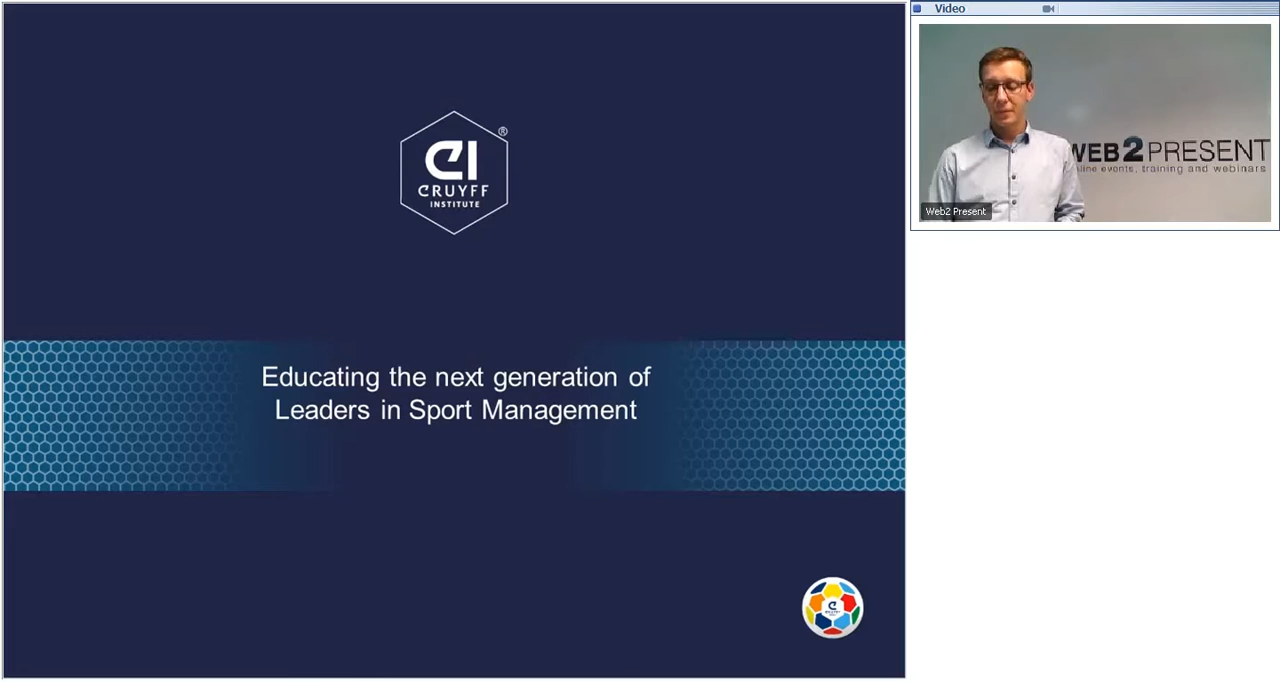 ®
CI
CRUYFF
INSTITUTE
Educating the next generation of
Leaders in Sport Management
Video
WEB2PRESENT
line events, training and webinars
Web2 Present